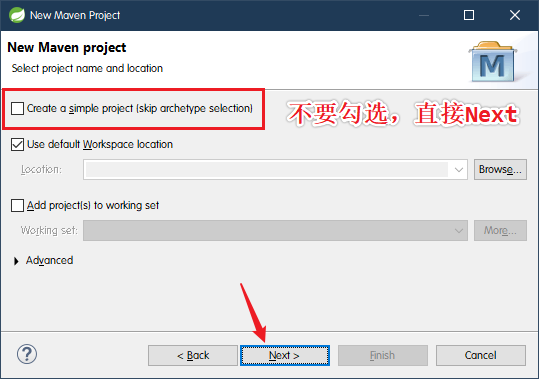 New Maven Project
New Maven project
Select project name and location
M
Create a simple project (skip archetype selection)
不要勾选，直接Next
Use default Workspace location
Location:
Browse...
Add project(s) to working set
Working set:
More...
Advanced
?
< Back
Next >
Finish
Cancel